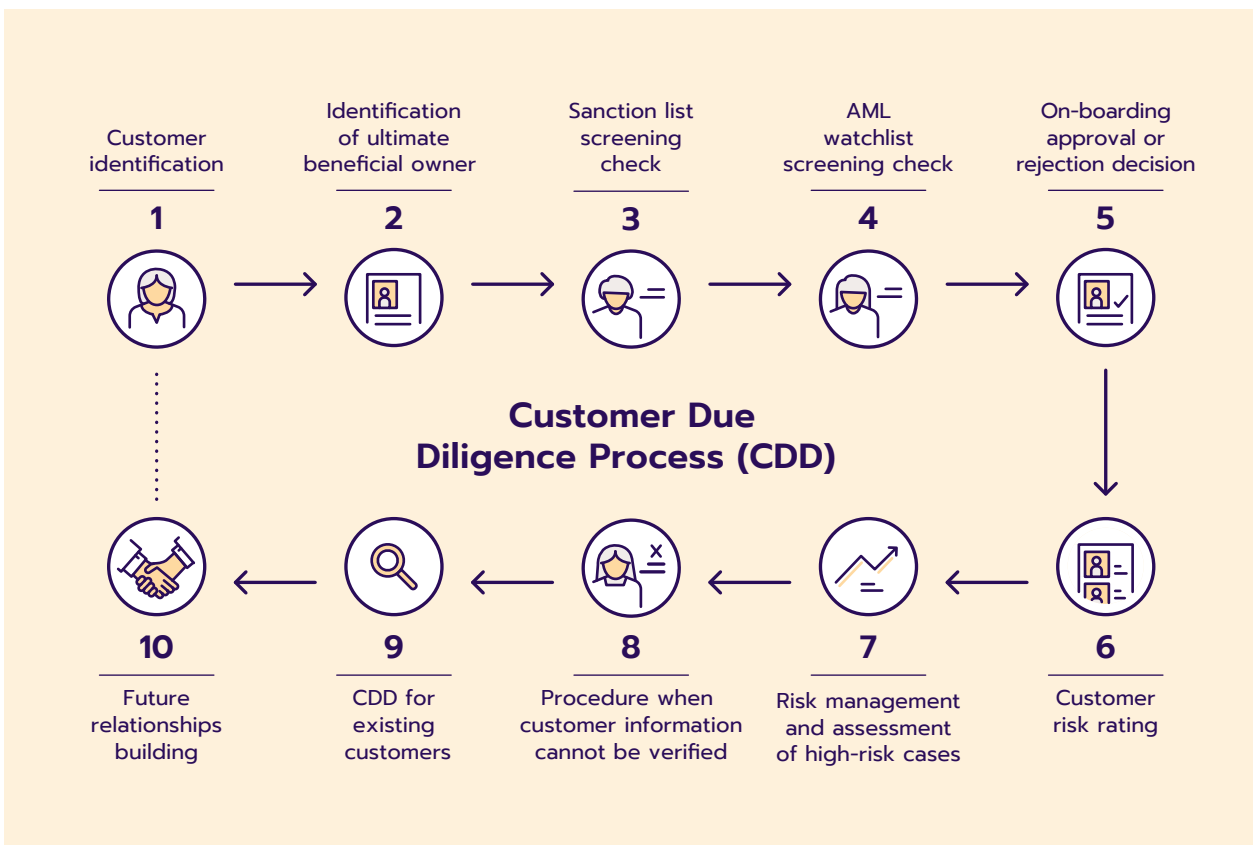 Customer
identification
1
Identification
of ultimate
beneficial owner
2
Sanction list
screening
check
3
AML
watchlist
screening check
4
On-boarding
approval or
rejection decision
5
Customer Due
Diligence Process (CDD)
10
Future
relationships
building
9
CDD for
existing
customers
8
Procedure when
customer information
cannot be verified
7
Risk management
and assessment
of high-risk cases
6
Customer
risk rating